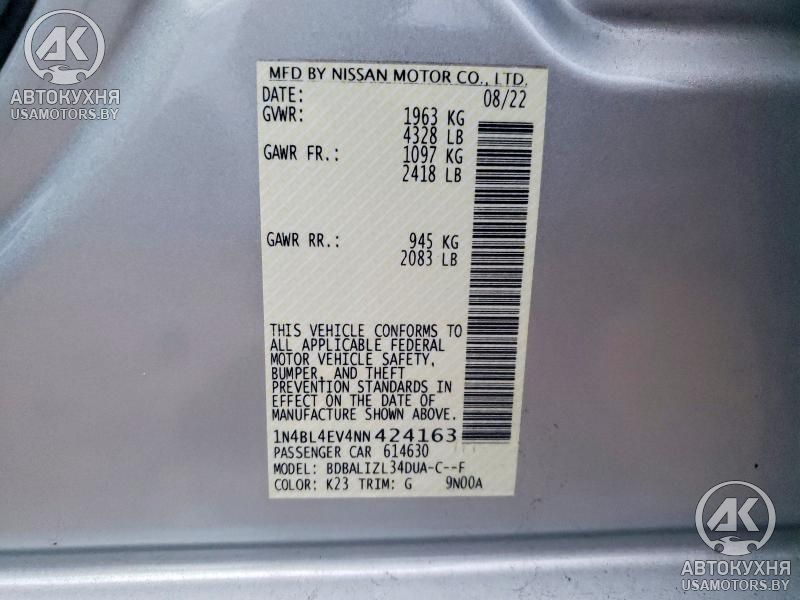 АК
АВТОКУХНЯ
USAMOTORS.BY
MFD BY NISSAN MOTOR CO., LTD.
DATE: 08/22
GVWR: 1963 KG
4328 LB
GAWR FR.: 1097 KG
2418 LB
GAWR RR.: 945 KG
2083 LB
THIS VEHICLE CONFORMS TO
ALL APPLICABLE FEDERAL
MOTOR VEHICLE SAFETY,
BUMPER, AND THEFT
PREVENTION STANDARDS IN
EFFECT ON THE DATE OF
MANUFACTURE SHOWN ABOVE.
1N4BL4EV4NN424163
PASSENGER CAR 614630
MODEL: BDBALIZL34DUA-C--F
COLOR: K23 TRIM: G 9N00A
АК
АВТОКУХНЯ
USAMOTORS.BY